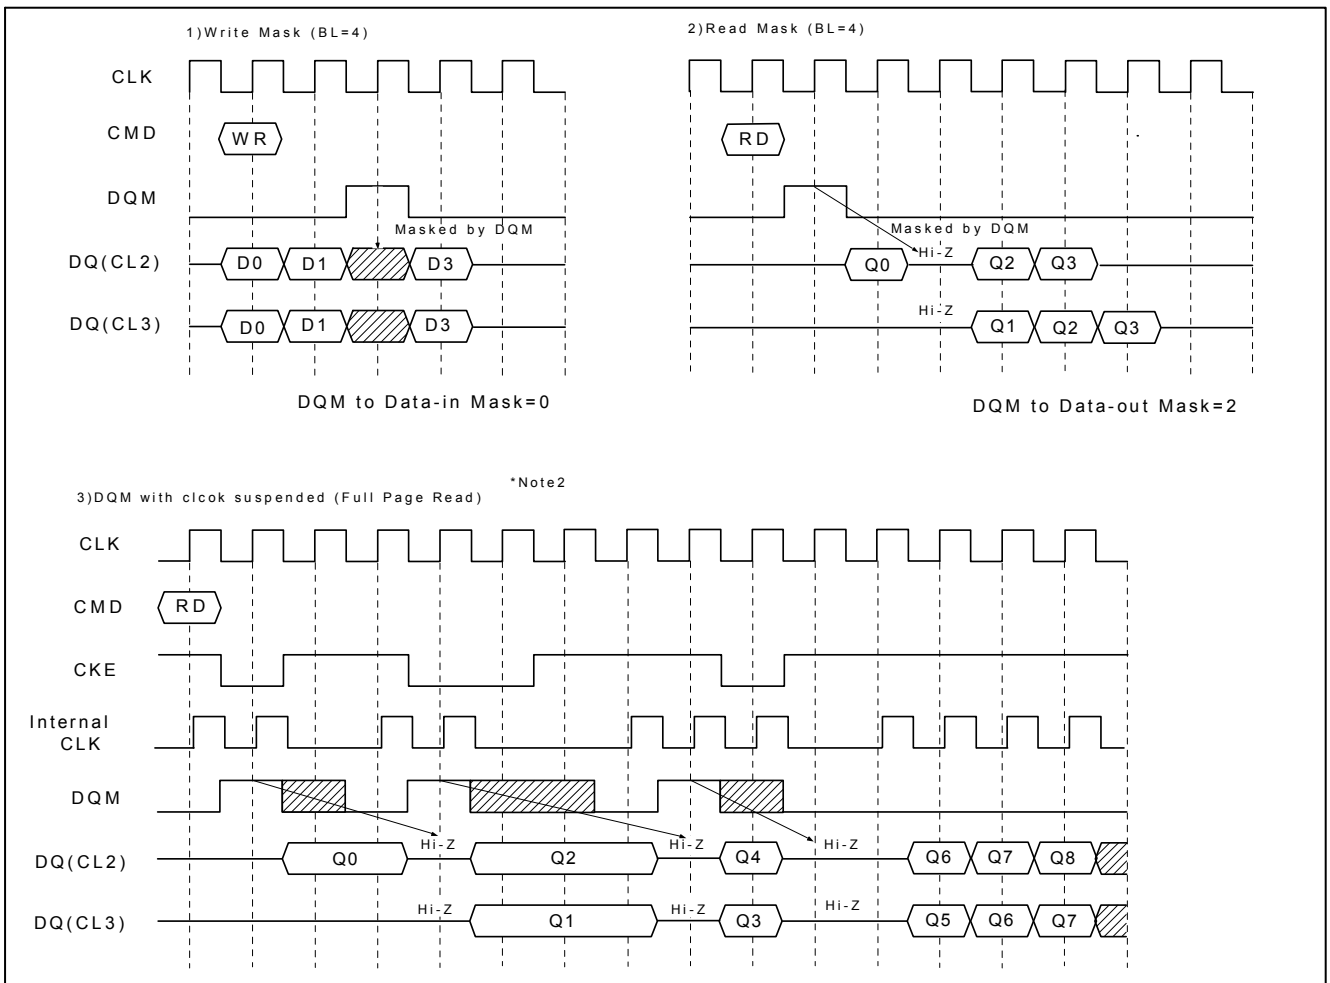 1)Write Mask (BL=4)
CLK
CMD WR
DQM
Masked by DQM
DQ(CL2) D0 D1 D3
DQ(CL3) D0 D1 D3
DQM to Data-in Mask=0
2)Read Mask (BL=4)
RD
Masked by DQM
Hi-Z
Q0 Q2 Q3
Hi-Z
Q1 Q2 Q3
DQM to Data-out Mask=2
*Note2
3)DQM with clcok suspended (Full Page Read)
CLK
CMD RD
CKE
Internal
CLK
DQM
Hi-Z Hi-Z Hi-Z
DQ(CL2) Q0 Q2 Q4 Q6 Q7 Q8
Hi-Z Hi-Z Hi-Z
DQ(CL3) Q1 Q3 Q5 Q6 Q7